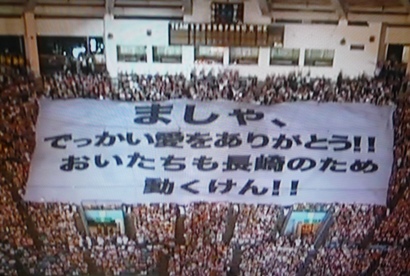 ましゃ、
でっかい愛をありがとう!!
おいたちも長崎のため
動くけん!!